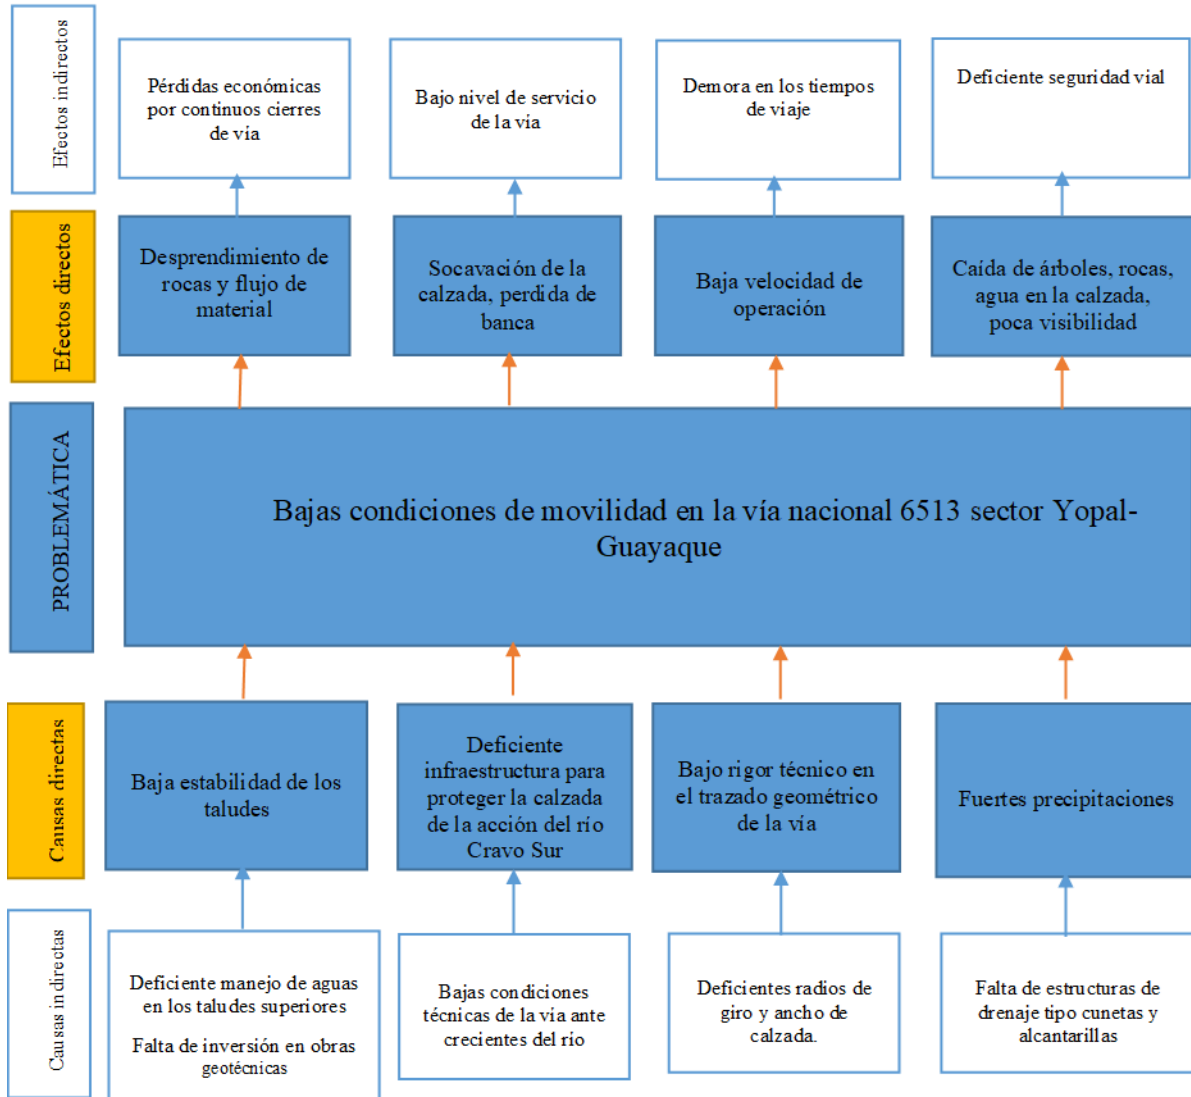 Efectos indirectos
Pérdidas económicas
por continuos cierres
de vía
Bajo nivel de servicio
de la vía
Demora en los tiempos
de viaje
Deficiente seguridad vial
Efectos directos
Desprendimiento de
rocas y flujo de
material
Socavación de la
calzada, perdida de
banca
Baja velocidad de
operación
Caída de árboles, rocas,
agua en la calzada,
poca visibilidad
PROBLEMÁTICA
Bajas condiciones de movilidad en la vía nacional 6513 sector Yopal-
Guayaque
Causas directas
Baja estabilidad de los
taludes
Deficiente
infraestructura para
proteger la calzada
de la acción del río
Cravo Sur
Bajo rigor técnico en
el trazado geométrico
de la vía
Fuertes precipitaciones
Causas indirectas
Deficiente manejo de aguas
en los taludes superiores
Falta de inversión en obras
geotécnicas
Bajas condiciones
técnicas de la vía ante
crecientes del río
Deficientes radios de
giro y ancho de
calzada.
Falta de estructuras de
drenaje tipo cunetas y
alcantarillas